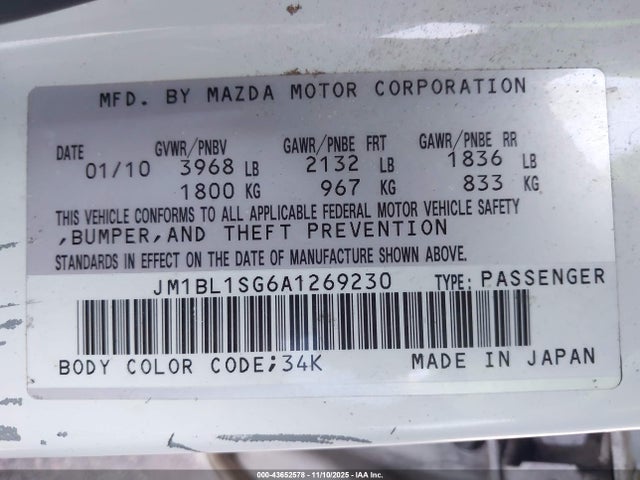 MFD. BY MAZDA MOTOR CORPORATION
DATE GVWR/PNBV GAWR/PNBE FRT GAWR/PNBE RR
01/10 3968 LB 2132 LB 1836 LB
1800 KG 967 KG 833 KG
THIS VEHICLE CONFORMS TO ALL APPLICABLE FEDERAL MOTOR VEHICLE SAFETY
,BUMPER,AND THEFT PREVENTION
STANDARDS IN EFFECT ON THE DATE OF MANUFACTURE SHOWN ABOVE.
JM1BL1SG6A1269230 TYPE: PASSENGER
BODY COLOR CODE;34K MADE IN JAPAN
000-43652578 - 11/10/2025 - IAA Inc.